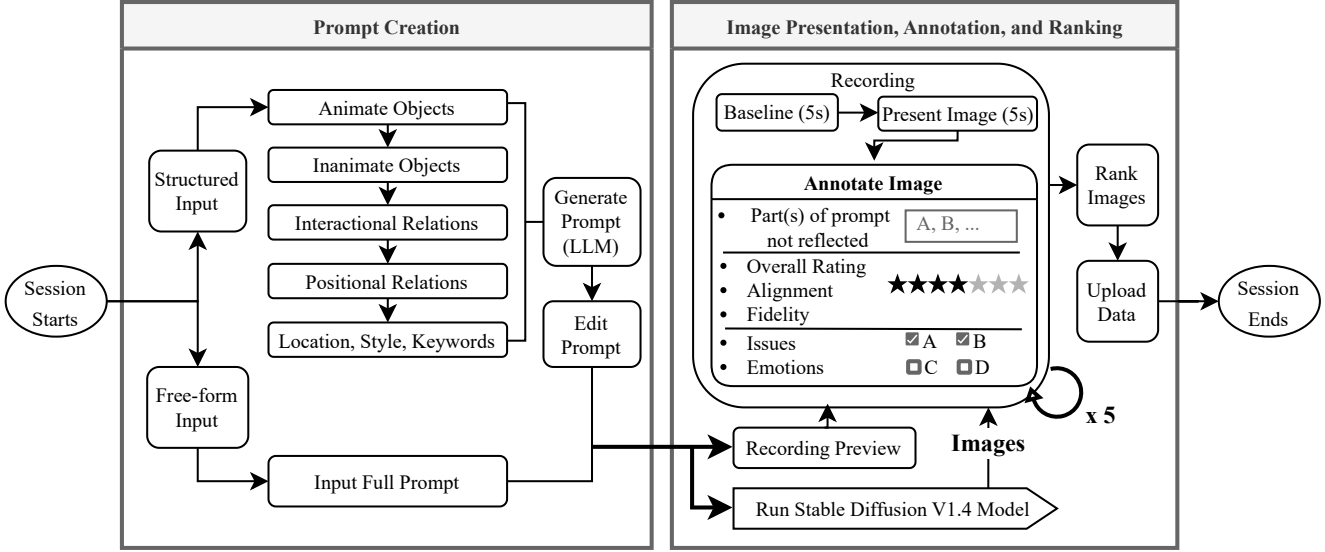 Prompt Creation
Session
Starts
Structured
Input
Free-form
Input
Animate Objects
Inanimate Objects
Interactional Relations
Positional Relations
Location, Style, Keywords
Input Full Prompt
Generate
Prompt
(LLM)
Edit
Prompt
Image Presentation, Annotation, and Ranking
Recording
Baseline (5s)
Present Image (5s)
Annotate Image
• Part(s) of prompt
not reflected
A, B, ...
• Overall Rating
• Alignment
• Fidelity
• Issues
• Emotions
A
B
C
D
x 5
Recording Preview
Images
Run Stable Diffusion V1.4 Model
Rank
Images
Upload
Data
Session
Ends